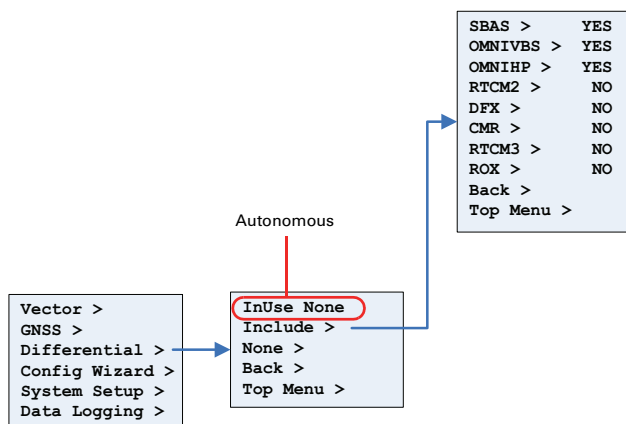 SBAS > YES
OMNIVBS > YES
OMNIHP > YES
RTCM2 > NO
DFX > NO
CMR > NO
RTCM3 > NO
ROX > NO
Back >
Top Menu >
Autonomous
Vector >
GNSS >
Differential >
Config Wizard >
System Setup >
Data Logging >
InUse None
Include >
None >
Back >
Top Menu >